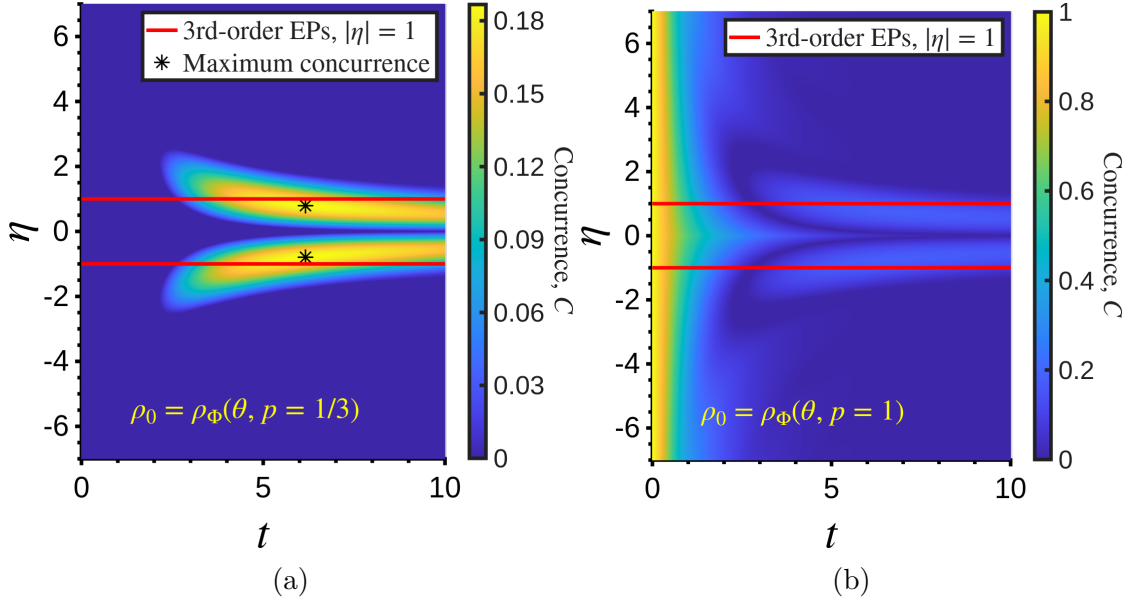 3rd-order EPs, |η| = 1
Maximum concurrence
6
4
2
0
-2
-4
-6
η
ρ₀ = ρ_Φ(θ, p = 1/3)
0
5
10
t
0.18
0.15
0.12
0.09
0.06
0.03
0
Concurrence, C
(a)
3rd-order EPs, |η| = 1
6
4
2
0
-2
-4
-6
η
ρ₀ = ρ_Φ(θ, p = 1)
0
5
10
t
1
0.8
0.6
0.4
0.2
0
Concurrence, C
(b)